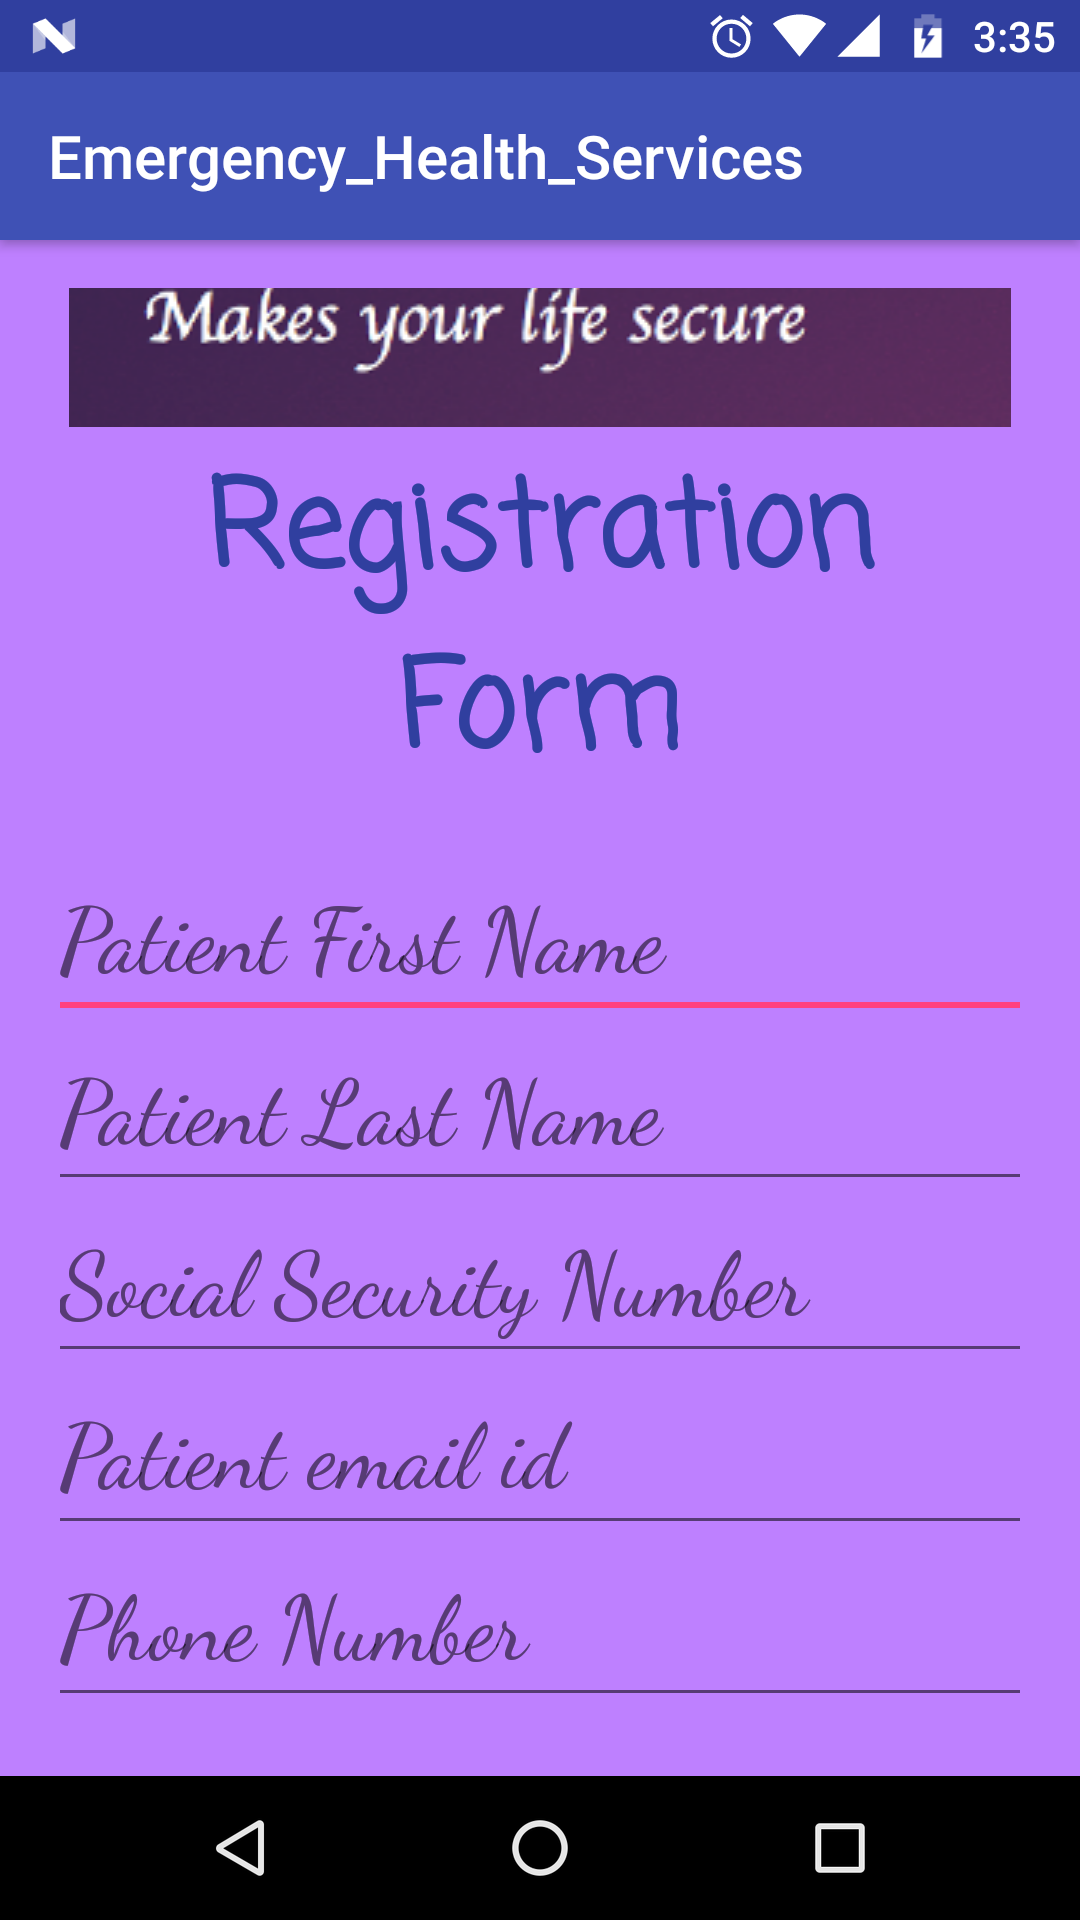 3:35
Emergency_Health_Services
Makes your life secure
Registration
Form
Patient First Name
Patient Last Name
Social Security Number
Patient email id
Phone Number